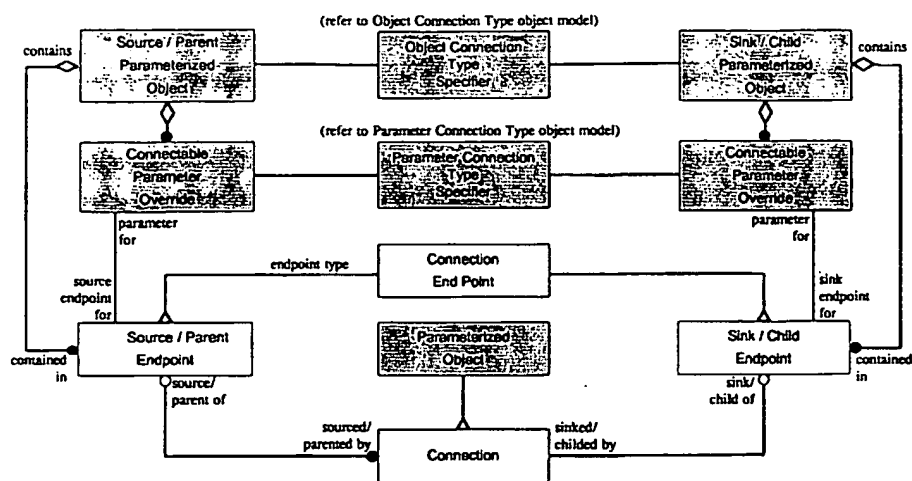 (refer to Object Connection Type object model)
contains
Source / Parent
Parameterized
Object
Object Connection
Type
Specifier
Sink / Child
Parameterized
Object
contains
(refer to Parameter Connection Type object model)
Connectable
Parameter
Override
Parameter Connection
Type
Specifier
Connectable
Parameter
Override
parameter
for
parameter
for
endpoint type
Connection
End Point
source
endpoint
for
sink
endpoint
for
Source / Parent
Endpoint
Parameterized
Object
Sink / Child
Endpoint
contained
in
contained
in
source/
parent of
sink/
child of
sourced/
parented by
Connection
sinked/
childed by